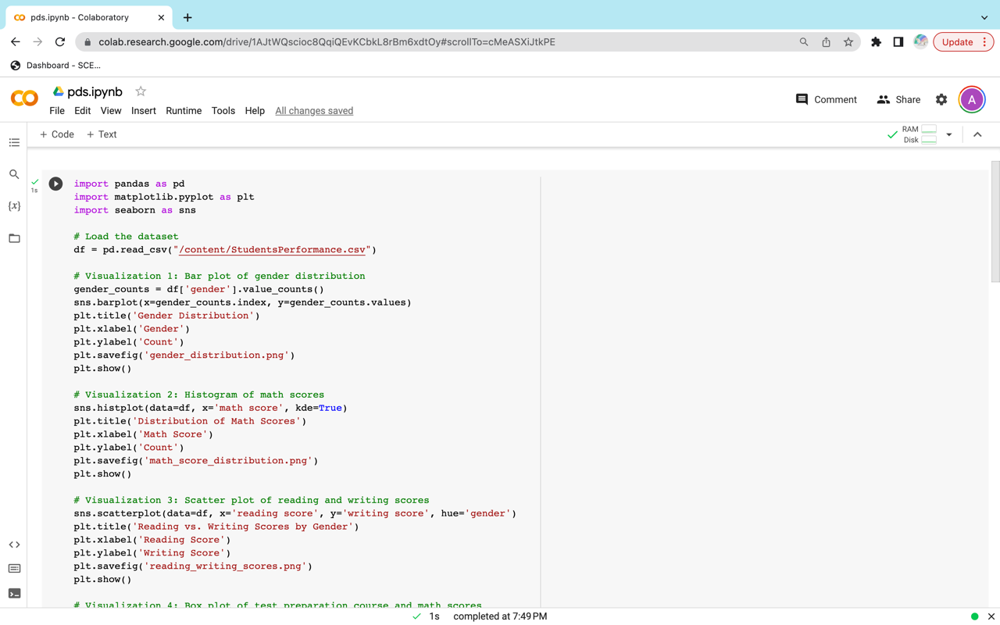 pds.ipynb - Colaboratory
colab.research.google.com/drive/1AJtWQscioc8QqiQEvKCbkL8rBm6xdtOy#scrollTo=cMeASXiJtkPE
Update
Dashboard - SCE...
pds.ipynb
File Edit View Insert Runtime Tools Help All changes saved
Comment
Share
A
+ Code + Text
RAM
Disk
{x}
1s
import pandas as pd
import matplotlib.pyplot as plt
import seaborn as sns
# Load the dataset
df = pd.read_csv("/content/StudentsPerformance.csv")
# Visualization 1: Bar plot of gender distribution
gender_counts = df['gender'].value_counts()
sns.barplot(x=gender_counts.index, y=gender_counts.values)
plt.title('Gender Distribution')
plt.xlabel('Gender')
plt.ylabel('Count')
plt.savefig('gender_distribution.png')
plt.show()
# Visualization 2: Histogram of math scores
sns.histplot(data=df, x='math score', kde=True)
plt.title('Distribution of Math Scores')
plt.xlabel('Math Score')
plt.ylabel('Count')
plt.savefig('math_score_distribution.png')
plt.show()
# Visualization 3: Scatter plot of reading and writing scores
sns.scatterplot(data=df, x='reading score', y='writing score', hue='gender')
plt.title('Reading vs. Writing Scores by Gender')
plt.xlabel('Reading Score')
plt.ylabel('Writing Score')
plt.savefig('reading_writing_scores.png')
plt.show()
# Visualization 4: Box plot of test preparation course and math scores
1s completed at 7:49 PM